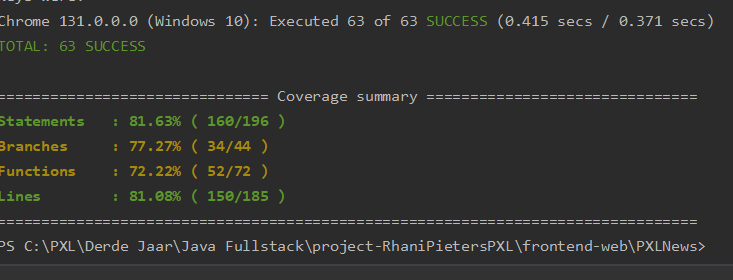 Chrome 131.0.0.0 (Windows 10): Executed 63 of 63 SUCCESS (0.415 secs / 0.371 secs)
TOTAL: 63 SUCCESS
=============================== Coverage summary ===============================
Statements   : 81.63% ( 160/196 )
Branches     : 77.27% ( 34/44 )
Functions    : 72.22% ( 52/72 )
Lines        : 81.08% ( 150/185 )
================================================================================
PS C:\PXL\Derde Jaar\Java Fullstack\project-RhaniPietersPXL\frontend-web\PXLNews>